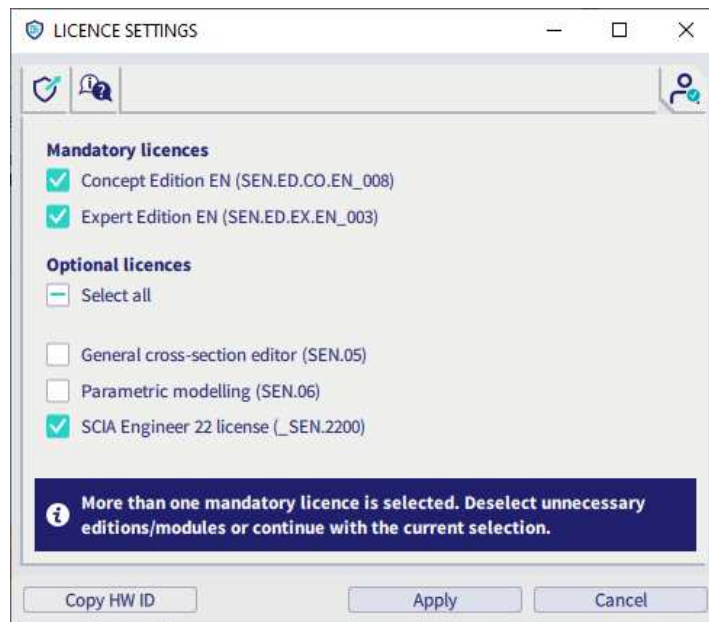 LICENCE SETTINGS
Mandatory licences
Concept Edition EN (SEN.ED.CO.EN_008)
Expert Edition EN (SEN.ED.EX.EN_003)
Optional licences
Select all
General cross-section editor (SEN.05)
Parametric modelling (SEN.06)
SCIA Engineer 22 license (_SEN.2200)
More than one mandatory licence is selected. Deselect unnecessary
editions/modules or continue with the current selection.
Copy HW ID
Apply
Cancel